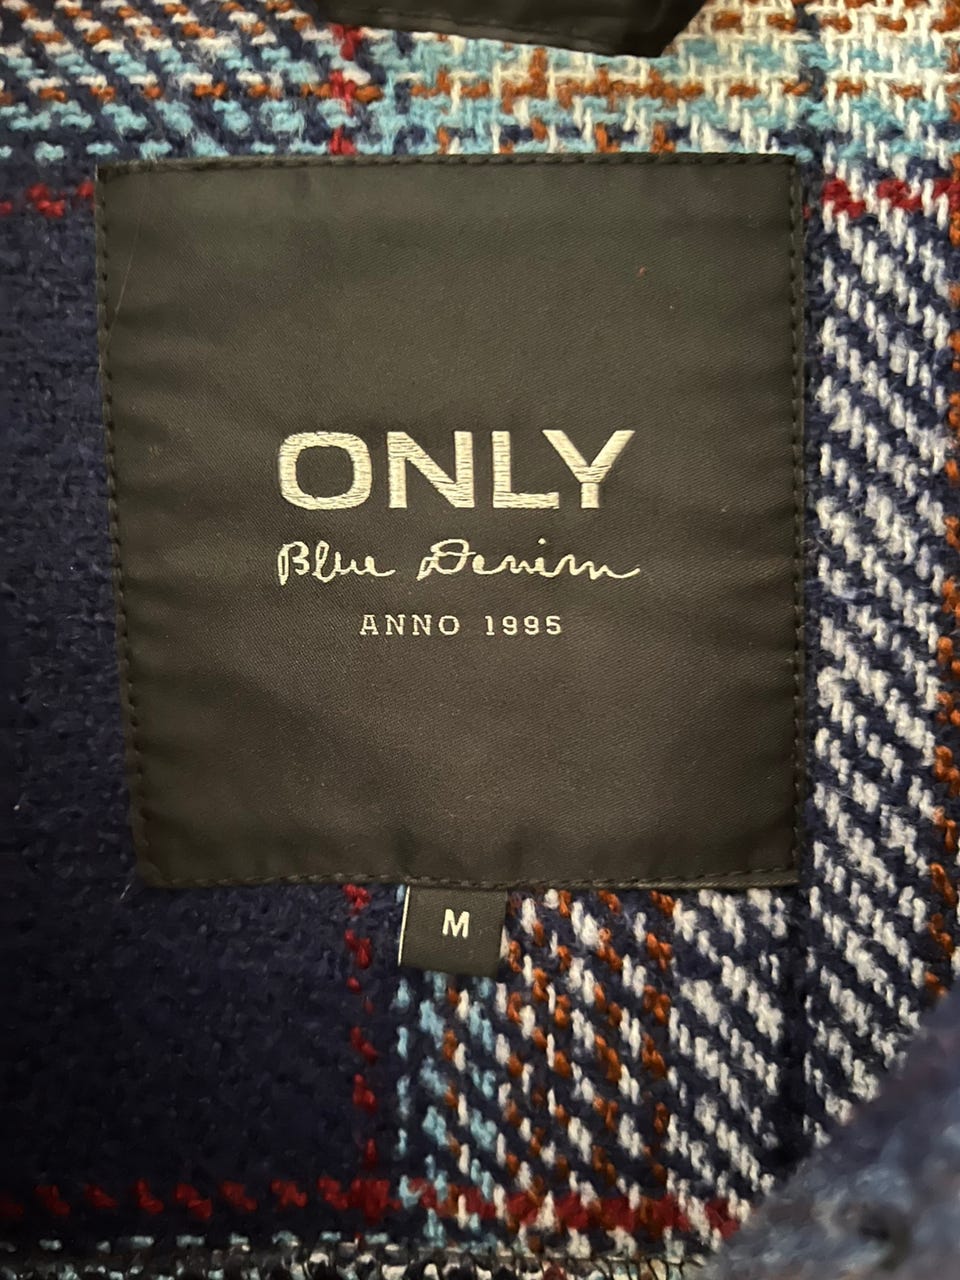 ONLY
Blue Denim
ANNO 1995
M